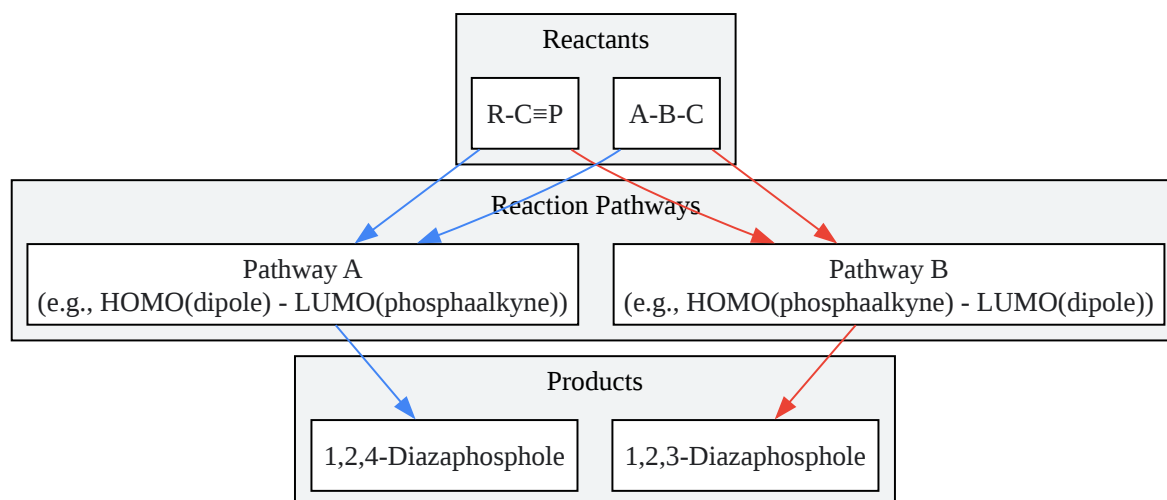 Reactants
R-C≡P
A-B-C
Reaction Pathways
Pathway A
(e.g., HOMO(dipole) - LUMO(phosphaalkyne))
Pathway B
(e.g., HOMO(phosphaalkyne) - LUMO(dipole))
Products
1,2,4-Diazaphosphole
1,2,3-Diazaphosphole